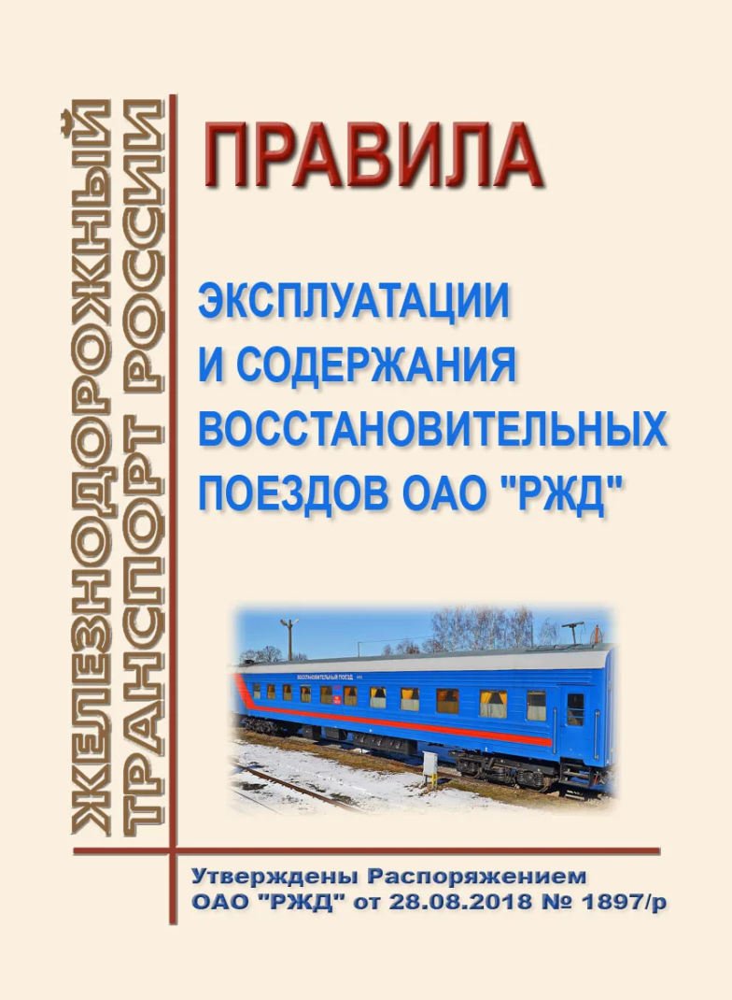 ЖЕЛЕЗНОДОРОЖНЫЙ
ТРАНСПОРТ РОССИИ
ПРАВИЛА
ЭКСПЛУАТАЦИИ
И СОДЕРЖАНИЯ
ВОССТАНОВИТЕЛЬНЫХ
ПОЕЗДОВ ОАО "РЖД"
ВОССТАНОВИТЕЛЬНЫЙ ПОЕЗД
Утверждены Распоряжением
ОАО "РЖД" от 28.08.2018 № 1897/р